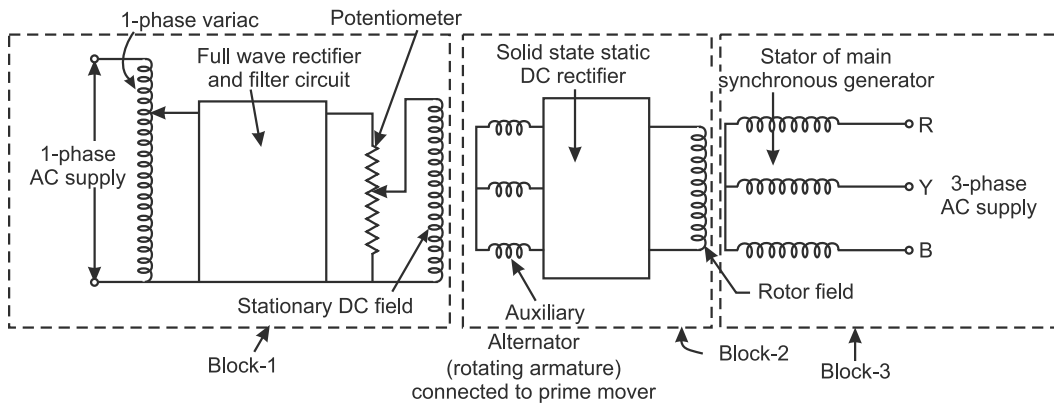 1-phase variac
Potentiometer
Full wave rectifier
and filter circuit
1-phase
AC supply
Stationary DC field
Block-1
Solid state static
DC rectifier
Auxiliary
Alternator
(rotating armature)
connected to prime mover
Rotor field
Block-2
Stator of main
synchronous generator
R
Y
B
3-phase
AC supply
Block-3